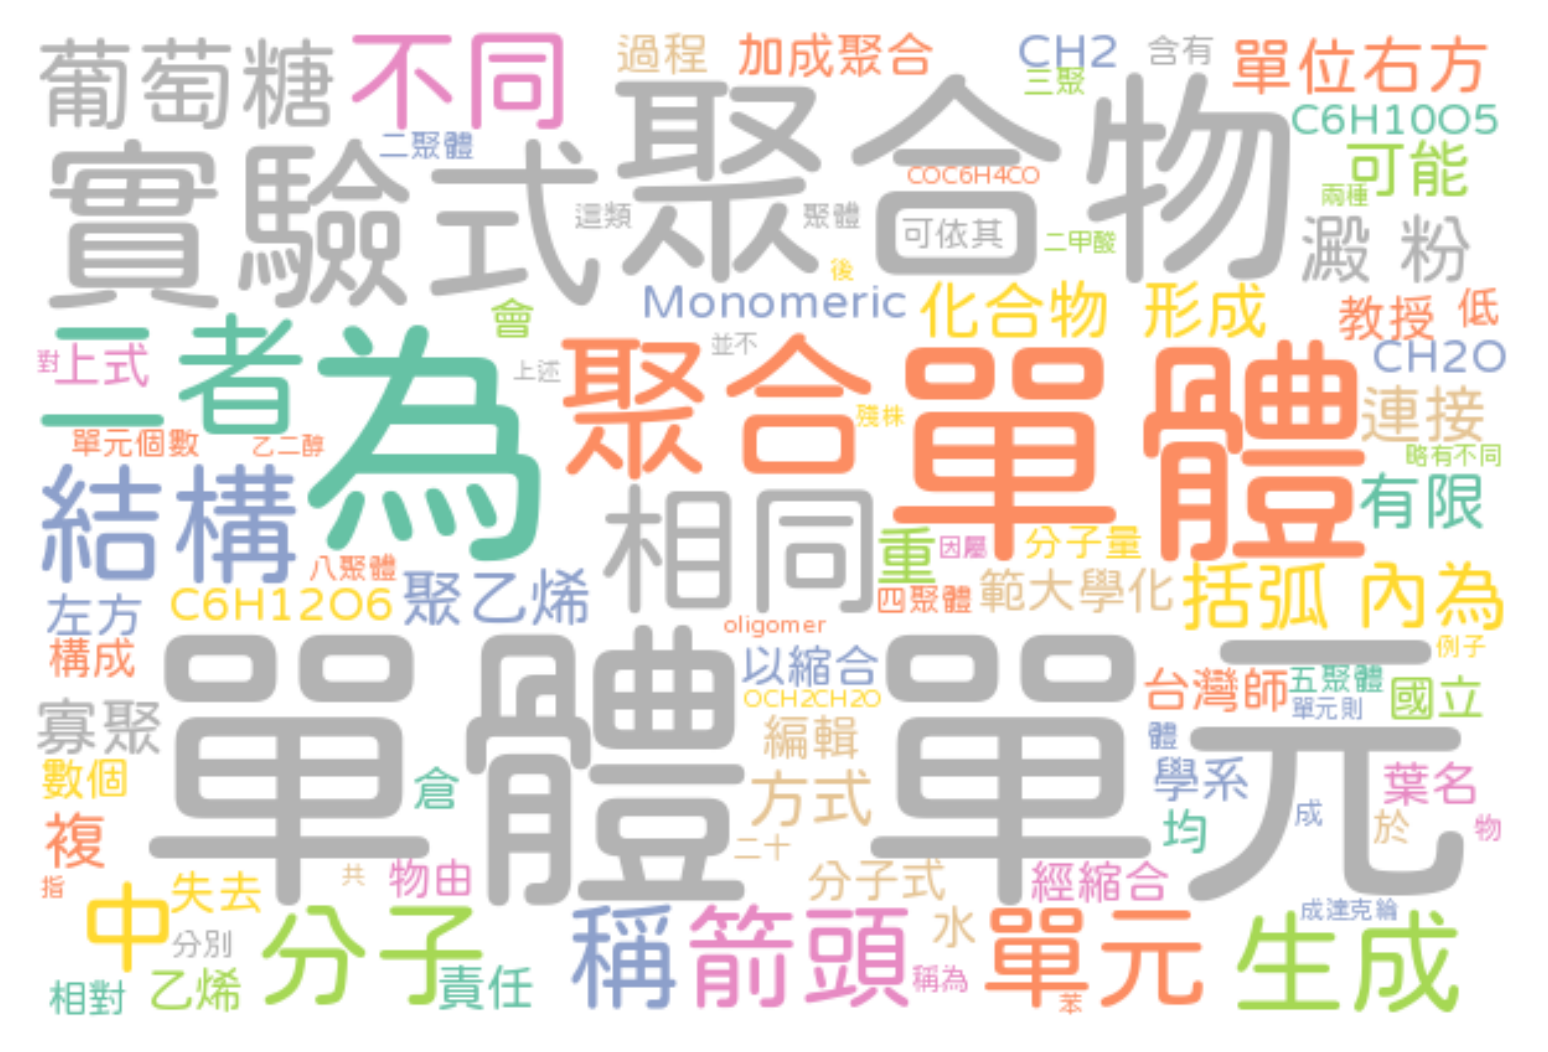 葡萄糖
不同
過程
加成聚合
CH2
含有
三聚
單位右方
C6H10O5
二聚體
實驗式
聚合物
COC6H4CO
可能
兩種
這類
聚體
可依其
二甲酸
澱 粉
後
Monomeric
化合物
形成
教授
低
會
對
上式
二者
為
上述
聚合
並不
單體
CH2O
殘株
連接
單元個數
乙二醇
略有不同
結構
相同
重
因屬
分子量
有限
八聚體
左方
C6H12O6
聚乙烯
四聚體
範大學化
括弧
內為
oligomer
構成
以縮合
例子
單體
單元
台灣師
五聚體
國立
OCH2CH2O
單元則
寡聚
編輯
體
數個
倉
方式
學系
葉名
複
均
成
於
物
二十
指
共
物由
分子式
經縮合
失去
中
分別
分子
稱
箭頭
水
單元
成達克綸
生成
相對
乙烯
責任
稱為
苯